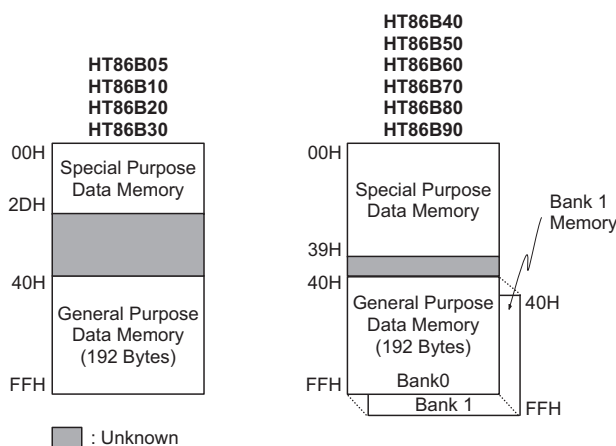 HT86B05
HT86B10
HT86B20
HT86B30
00H
Special Purpose
Data Memory
2DH
40H
General Purpose
Data Memory
(192 Bytes)
FFH
: Unknown
HT86B40
HT86B50
HT86B60
HT86B70
HT86B80
HT86B90
00H
Special Purpose
Data Memory
39H
40H
General Purpose
Data Memory
(192 Bytes)
Bank0
FFH
Bank 1
Bank 1
Memory
40H
FFH